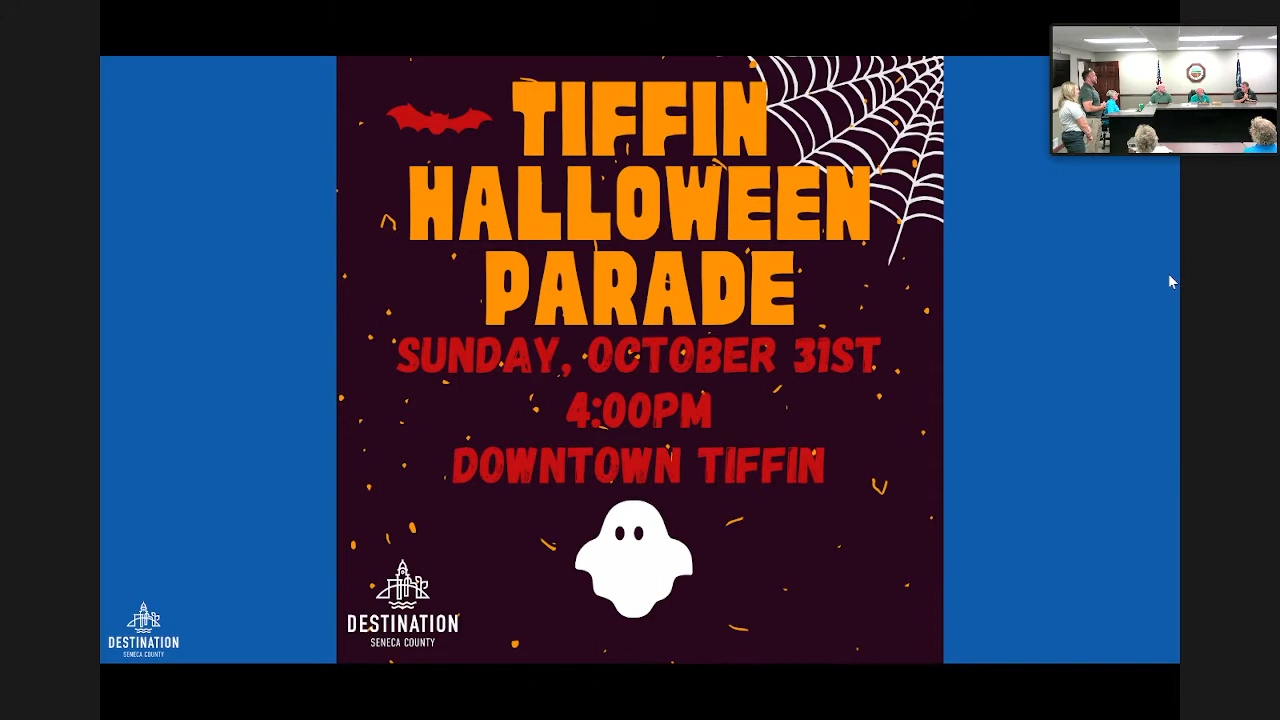 TIFFIN
HALLOWEEN
PARADE
SUNDAY, OCTOBER 31ST
4:00PM
DOWNTOWN TIFFIN
DESTINATION
SENECA COUNTY
DESTINATION
SENECA COUNTY